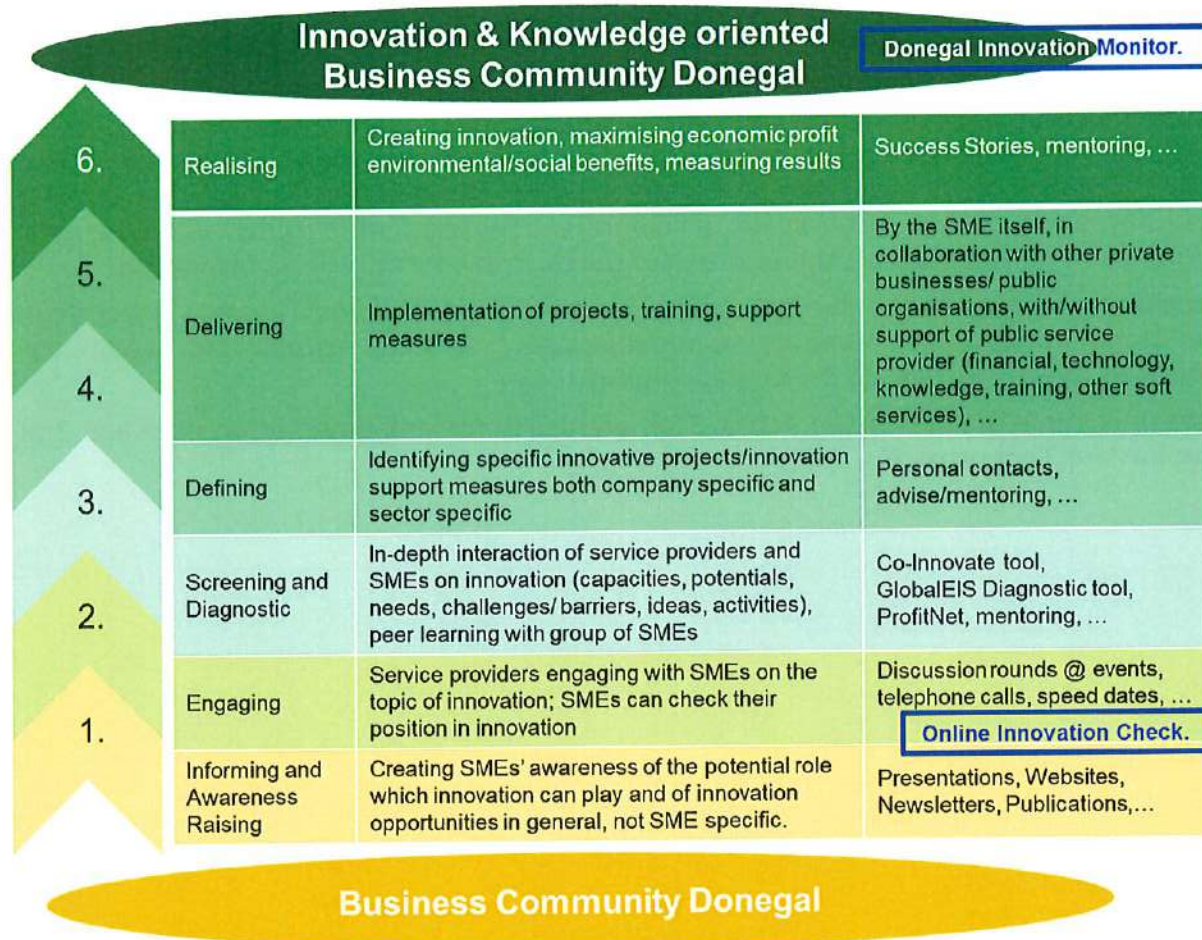 Innovation & Knowledge oriented
Business Community Donegal
Donegal Innovation Monitor.
6.
Realising
Creating innovation, maximising economic profit
environmental/social benefits, measuring results
Success Stories, mentoring, …
5.
Delivering
Implementation of projects, training, support
measures
By the SME itself, in
collaboration with other private
businesses/ public
organisations, with/without
support of public service
provider (financial, technology,
knowledge, training, other soft
services), …
4.
Defining
Identifying specific innovative projects/innovation
support measures both company specific and
sector specific
Personal contacts,
advise/mentoring, …
3.
Screening and
Diagnostic
In-depth interaction of service providers and
SMEs on innovation (capacities, potentials,
needs, challenges/ barriers, ideas, activities),
peer learning with group of SMEs
Co-Innovate tool,
GlobalEIS Diagnostic tool,
ProfitNet, mentoring, …
2.
Engaging
Service providers engaging with SMEs on the
topic of innovation; SMEs can check their
position in innovation
Discussion rounds @ events,
telephone calls, speed dates, …
Online Innovation Check.
1.
Informing and
Awareness
Raising
Creating SMEs' awareness of the potential role
which innovation can play and of innovation
opportunities in general, not SME specific.
Presentations, Websites,
Newsletters, Publications,…
Business Community Donegal